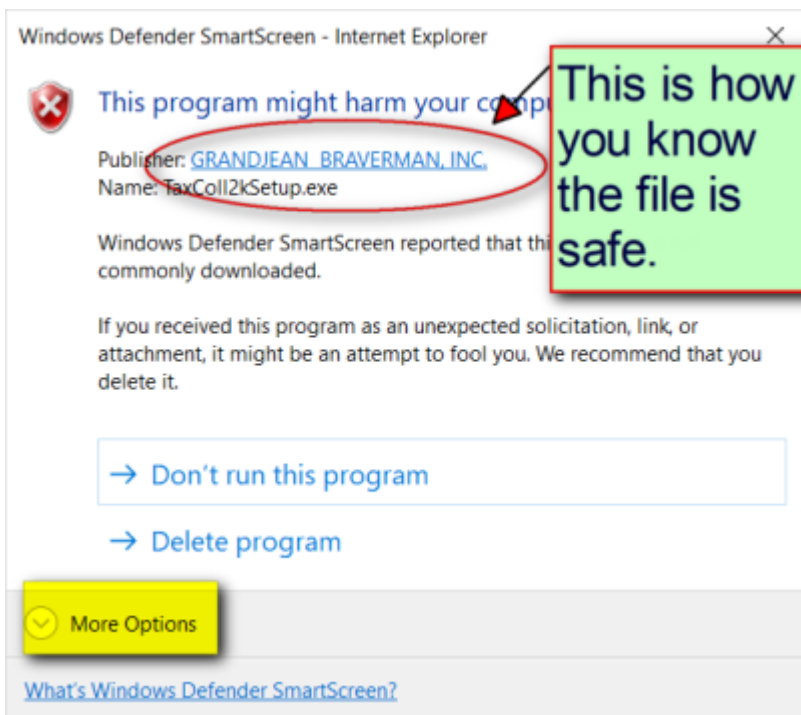 Windows Defender SmartScreen - Internet Explorer
This program might harm your compu
This is how
you know
the file is
safe.
Publisher: GRANDJEAN BRAVERMAN, INC.
Name: TaxColl2kSetup.exe
Windows Defender SmartScreen reported that thi
commonly downloaded.
If you received this program as an unexpected solicitation, link, or
attachment, it might be an attempt to fool you. We recommend that you
delete it.
→ Don't run this program
→ Delete program
More Options
What's Windows Defender SmartScreen?